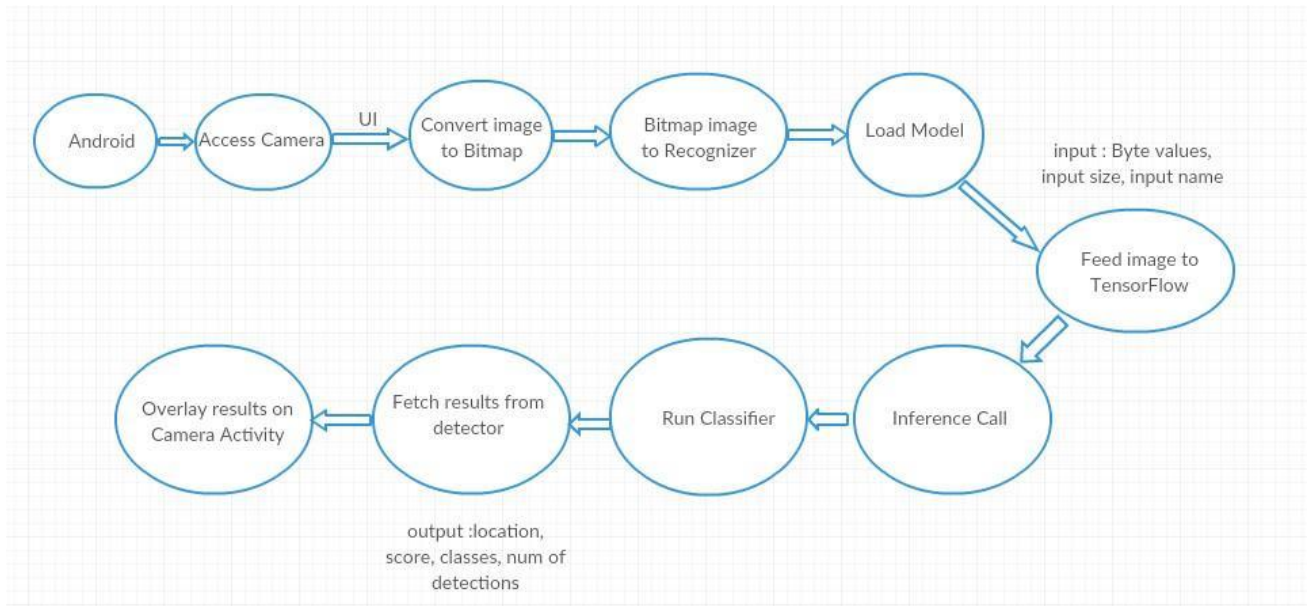 Android
Access Camera
UI
Convert image
to Bitmap
Bitmap image
to Recognizer
Load Model
input : Byte values,
input size, input name
Feed image to
TensorFlow
Inference Call
Run Classifier
Fetch results from
detector
output :location,
score, classes, num of
detections
Overlay results on
Camera Activity